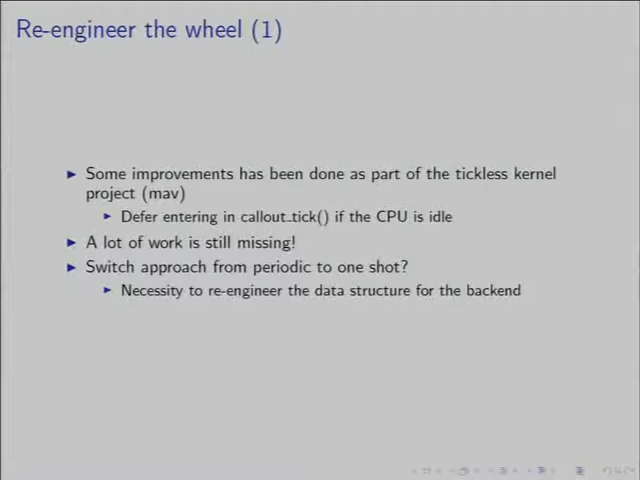 Re-engineer the wheel (1)
Some improvements has been done as part of the tickless kernel
project (mav)
Defer entering in callout_tick() if the CPU is idle
A lot of work is still missing!
Switch approach from periodic to one shot?
Necessity to re-engineer the data structure for the backend